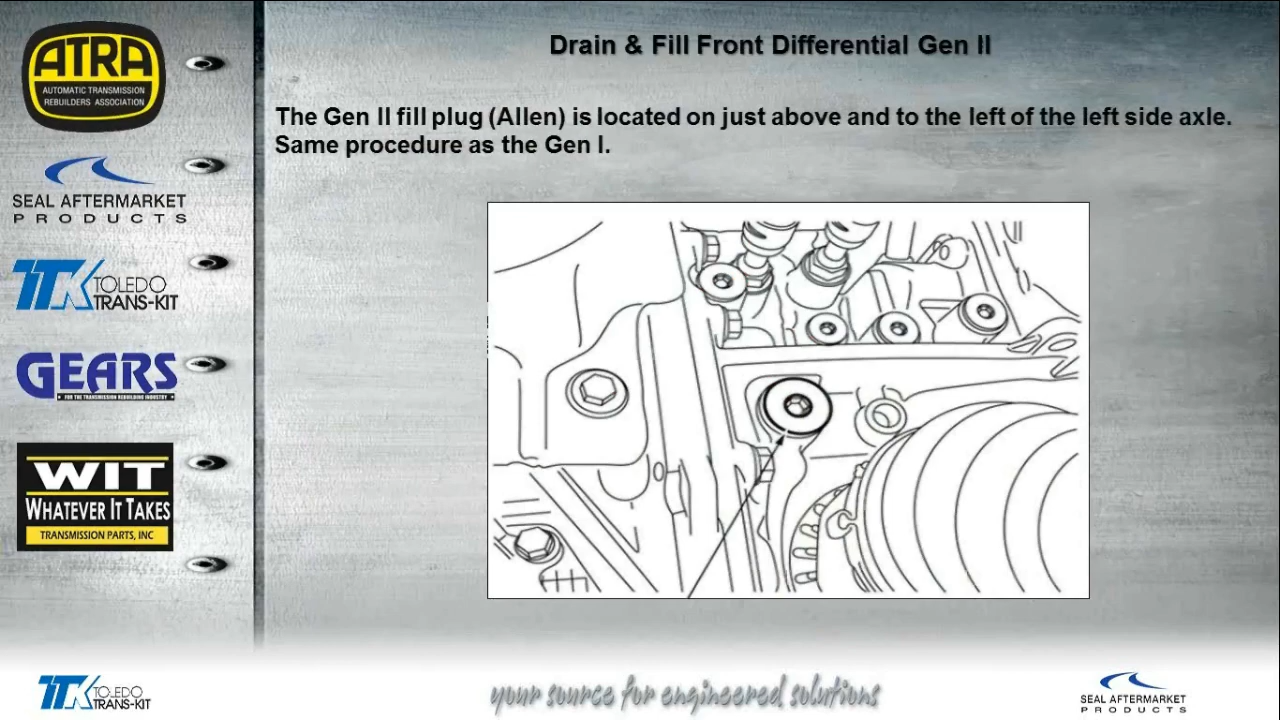 Drain & Fill Front Differential Gen II
The Gen II fill plug (Allen) is located on just above and to the left of the left side axle.
Same procedure as the Gen I.
ATRA
AUTOMATIC TRANSMISSION
REBUILDERS ASSOCIATION
SEAL AFTERMARKET
PRODUCTS
TTK TOLEDO
TRANS-KIT
GEARS
FOR THE TRANSMISSION REBUILDING INDUSTRY
WIT
WHATEVER IT TAKES
TRANSMISSION PARTS, INC
TTK TOLEDO
TRANS-KIT
your source for engineered solutions
SEAL AFTERMARKET
PRODUCTS